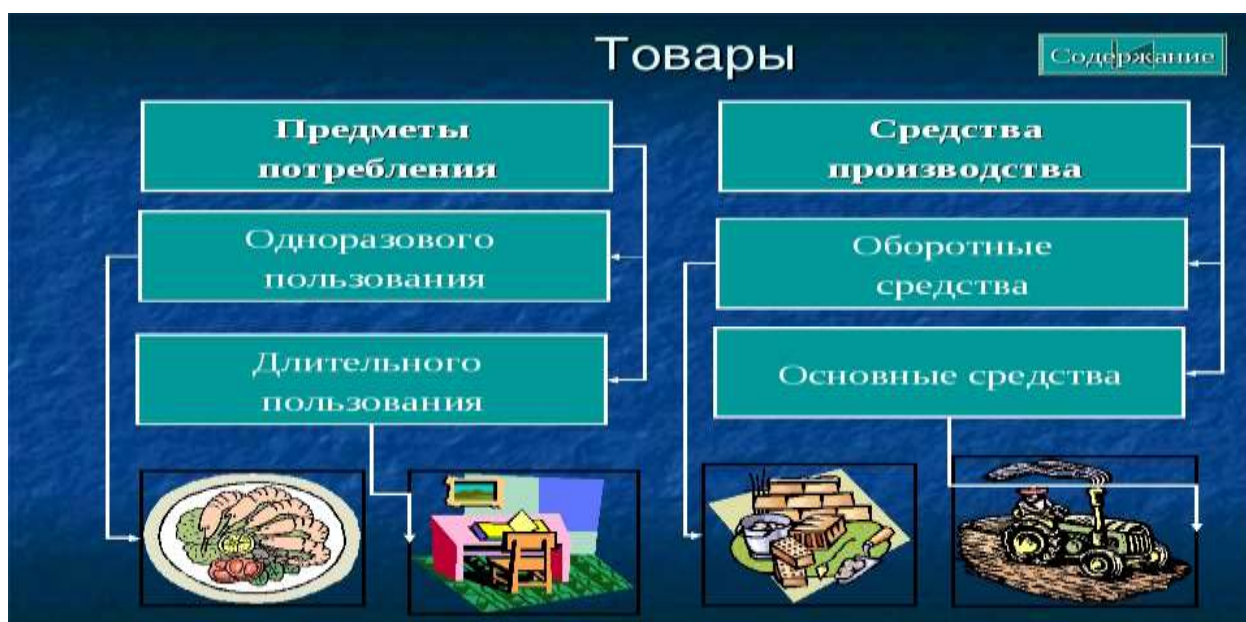 Товары
Содержание
Предметы
потребления
Средства
производства
Одноразового
пользования
Оборотные
средства
Длительного
пользования
Основные средства